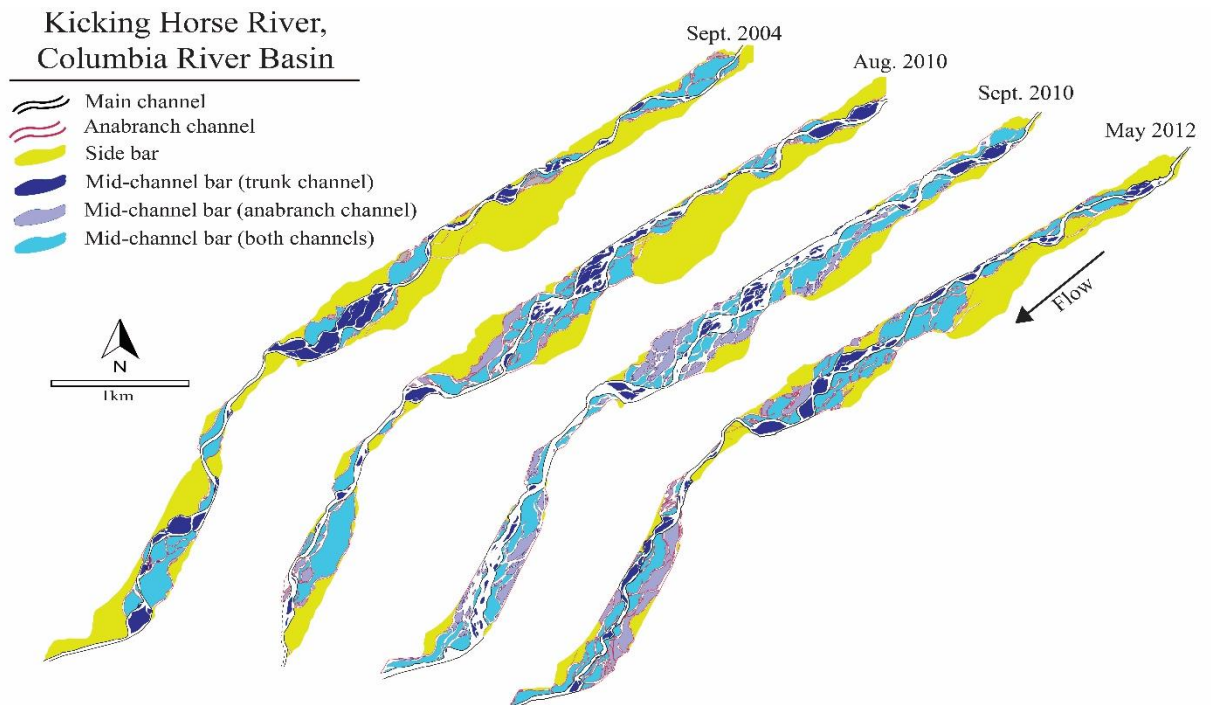 Kicking Horse River,
Columbia River Basin
Main channel
Anabranch channel
Side bar
Mid-channel bar (trunk channel)
Mid-channel bar (anabranch channel)
Mid-channel bar (both channels)
Sept. 2004
Aug. 2010
Sept. 2010
May 2012
Flow
N
1km